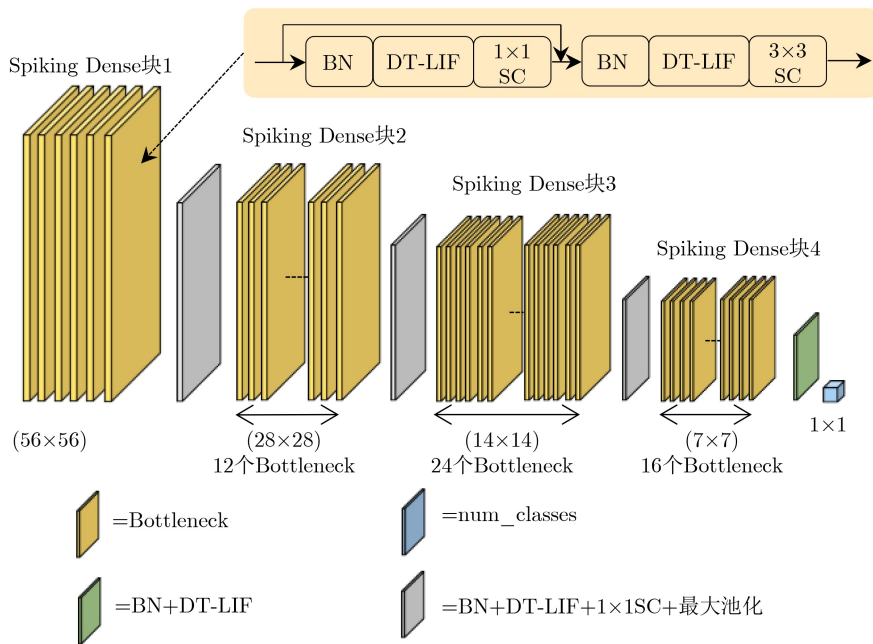 BN DT-LIF 1×1 SC BN DT-LIF 3×3 SC
Spiking Dense块1
Spiking Dense块2
Spiking Dense块3
Spiking Dense块4
(56×56) (28×28) (14×14) (7×7) 1×1
12个Bottleneck 24个Bottleneck 16个Bottleneck
=Bottleneck =num_classes
=BN+DT-LIF =BN+DT-LIF+1×1SC+最大池化